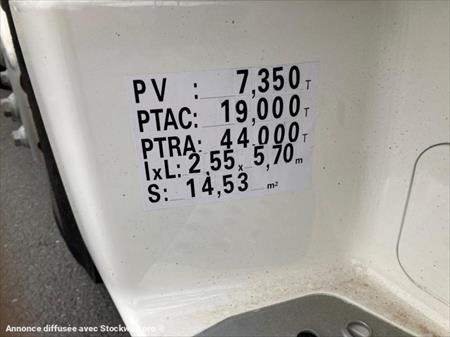 PV : 7,350 T
PTAC: 19,000 T
PTRA: 44,000 T
IxL: 2,55 x 5,70 m
S: 14,53 m²
Annonce diffusée avec Stockway.pro ®